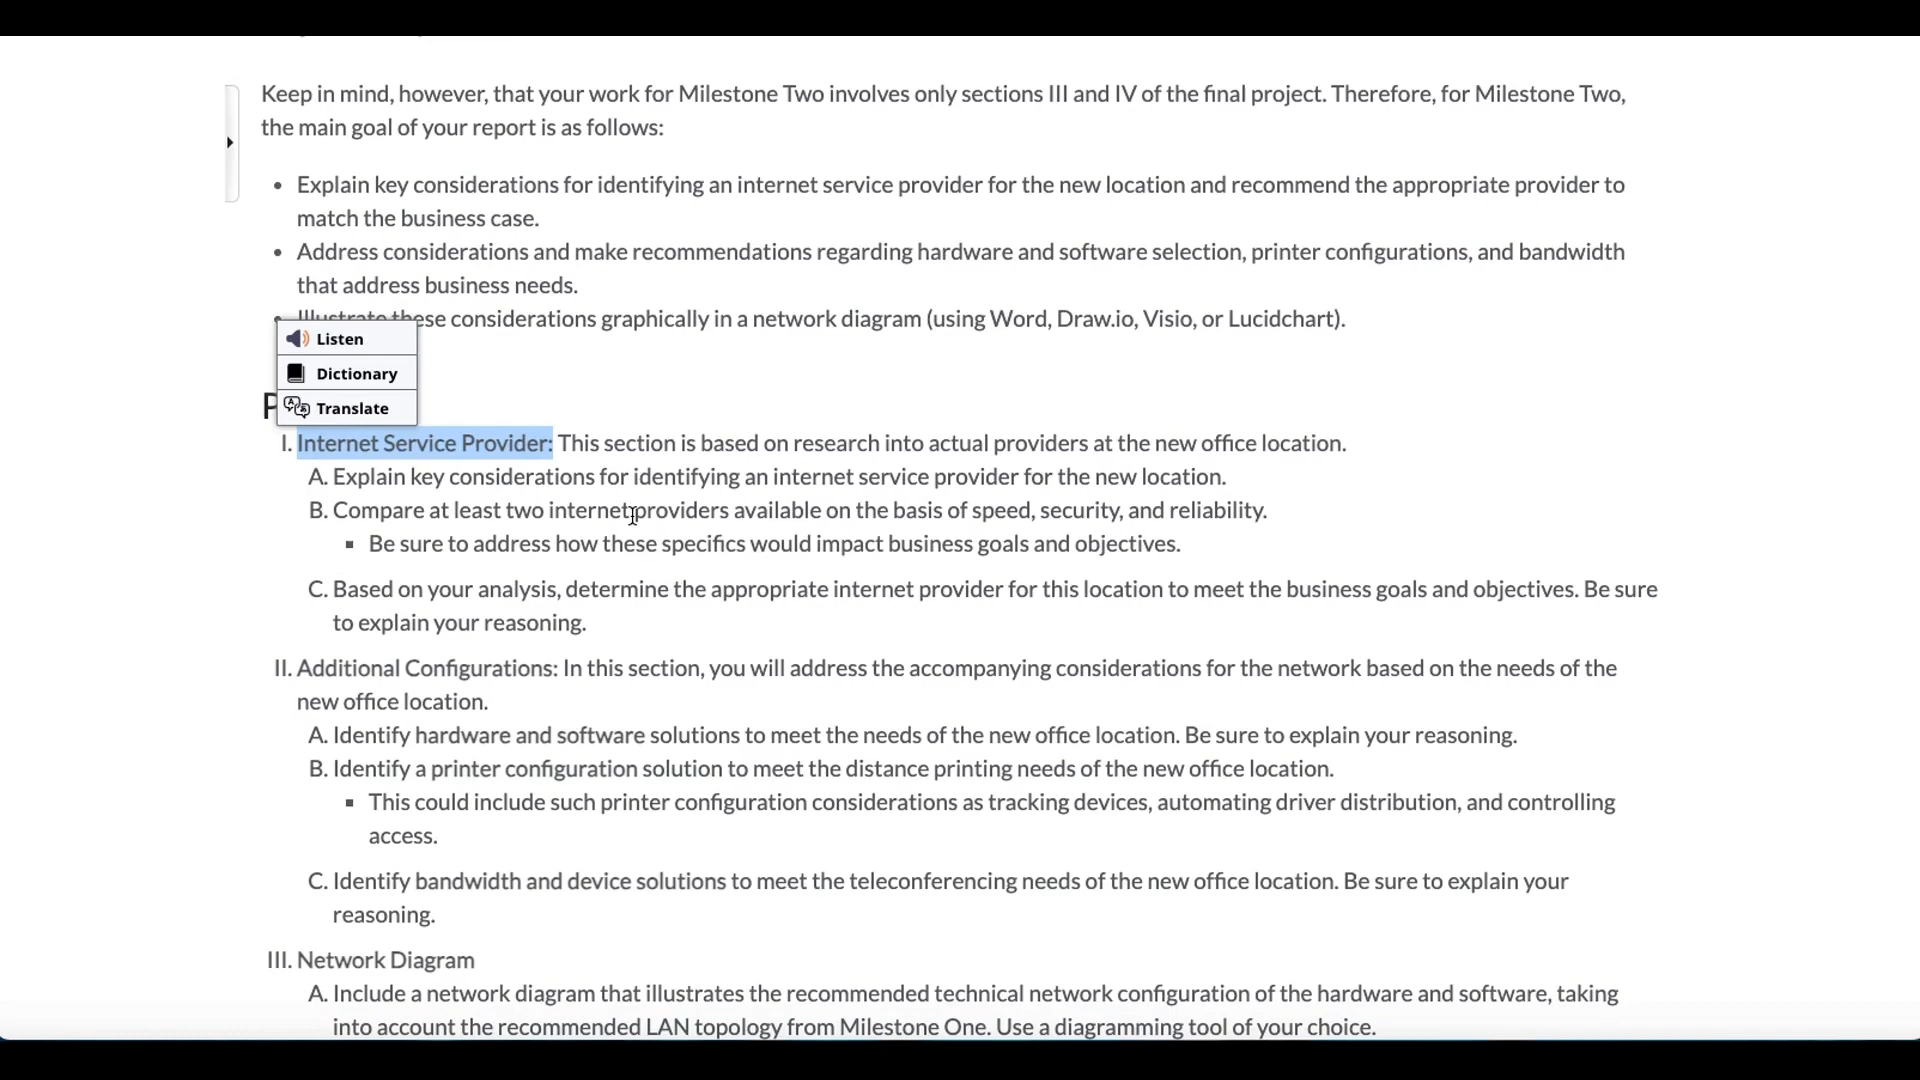 Keep in mind, however, that your work for Milestone Two involves only sections III and IV of the final project. Therefore, for Milestone Two,
the main goal of your report is as follows:
• Explain key considerations for identifying an internet service provider for the new location and recommend the appropriate provider to
match the business case.
• Address considerations and make recommendations regarding hardware and software selection, printer configurations, and bandwidth
that address business needs.
• Illustrate these considerations graphically in a network diagram (using Word, Draw.io, Visio, or Lucidchart).
Listen
Dictionary
Translate
I. Internet Service Provider: This section is based on research into actual providers at the new office location.
A. Explain key considerations for identifying an internet service provider for the new location.
B. Compare at least two internet providers available on the basis of speed, security, and reliability.
▪ Be sure to address how these specifics would impact business goals and objectives.
C. Based on your analysis, determine the appropriate internet provider for this location to meet the business goals and objectives. Be sure
to explain your reasoning.
II. Additional Configurations: In this section, you will address the accompanying considerations for the network based on the needs of the
new office location.
A. Identify hardware and software solutions to meet the needs of the new office location. Be sure to explain your reasoning.
B. Identify a printer configuration solution to meet the distance printing needs of the new office location.
▪ This could include such printer configuration considerations as tracking devices, automating driver distribution, and controlling
access.
C. Identify bandwidth and device solutions to meet the teleconferencing needs of the new office location. Be sure to explain your
reasoning.
III. Network Diagram
A. Include a network diagram that illustrates the recommended technical network configuration of the hardware and software, taking
into account the recommended LAN topology from Milestone One. Use a diagramming tool of your choice.